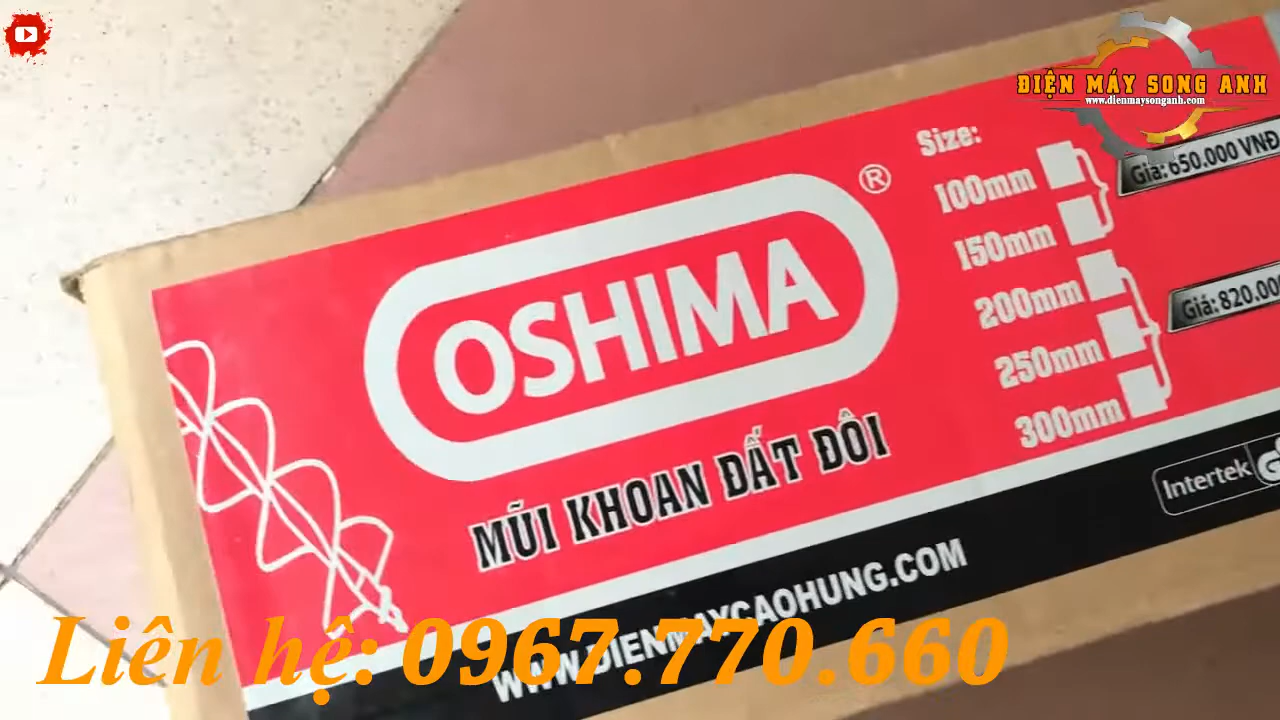 ĐIỆN MÁY SONG ANH
www.dienmaysonganh.com
OSHIMA
®
MŨI KHOAN ĐẤT ĐÔI
Size:
100mm
150mm
Giá: 650.000 VNĐ
200mm
250mm
300mm
Intertek
WWW.DIENMAYCAOHUNG.COM
Liên hệ: 0967.770.660